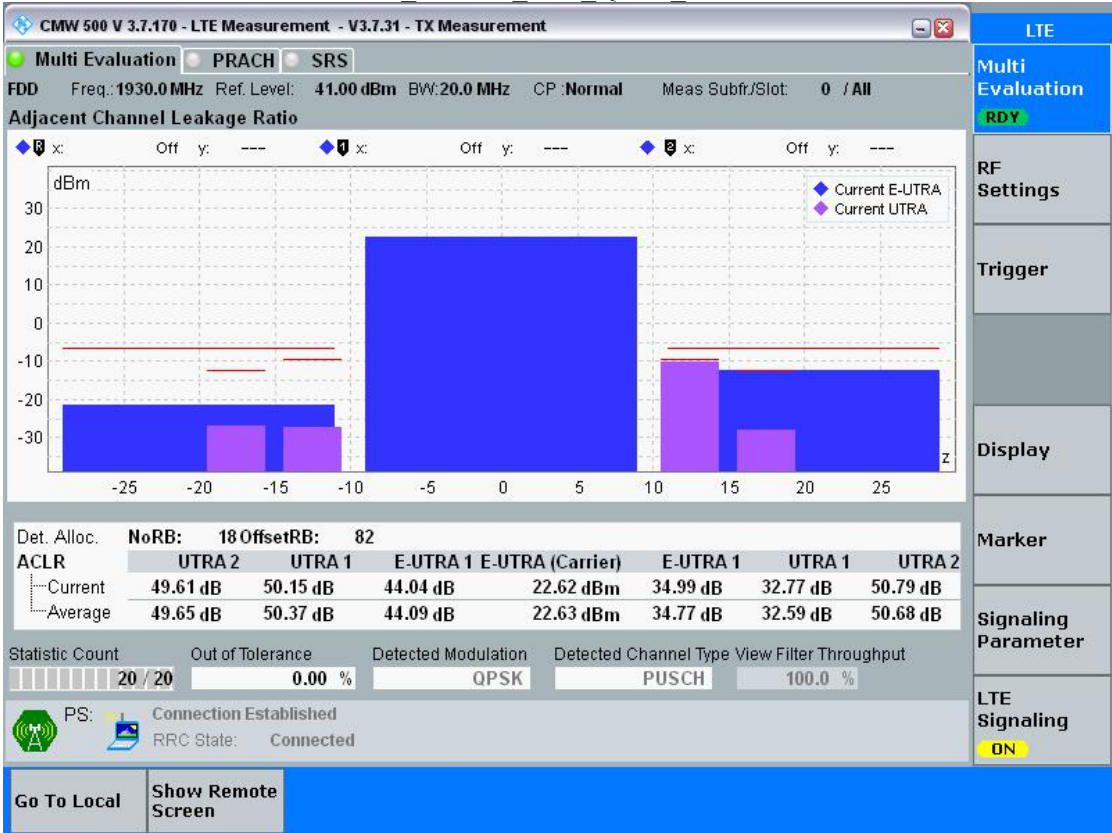 CMW 500 V 3.7.170 - LTE Measurement - V3.7.31 - TX Measurement
LTE
Multi Evaluation PRACH SRS
Multi
Evaluation
RDY
FDD Freq.:1930.0 MHz Ref. Level: 41.00 dBm BW:20.0 MHz CP :Normal Meas Subfr./Slot: 0 / All
Adjacent Channel Leakage Ratio
R x: Off y: --- 1 x: Off y: --- 2 x: Off y: ---
dBm
Current E-UTRA
Current UTRA
30
20
10
0
-10
-20
-30
z
-25 -20 -15 -10 -5 0 5 10 15 20 25
RF
Settings
Trigger
Display
Marker
Signaling
Parameter
LTE
Signaling
ON
Det. Alloc. NoRB: 18 OffsetRB: 82
ACLR UTRA 2 UTRA 1 E-UTRA 1 E-UTRA (Carrier) E-UTRA 1 UTRA 1 UTRA 2
Current 49.61 dB 50.15 dB 44.04 dB 22.62 dBm 34.99 dB 32.77 dB 50.79 dB
Average 49.65 dB 50.37 dB 44.09 dB 22.63 dBm 34.77 dB 32.59 dB 50.68 dB
Statistic Count Out of Tolerance Detected Modulation Detected Channel Type View Filter Throughput
20 / 20 0.00 % QPSK PUSCH 100.0 %
PS: Connection Established
RRC State: Connected
Go To Local
Show Remote
Screen